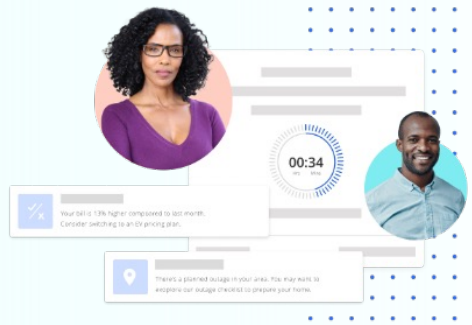 00:34
Your bill is 13% higher compared to last month.
Consider switching to an EV pricing plan.
There's a planned outage in your area. You may want to
explore our outage checklist to prepare your home.